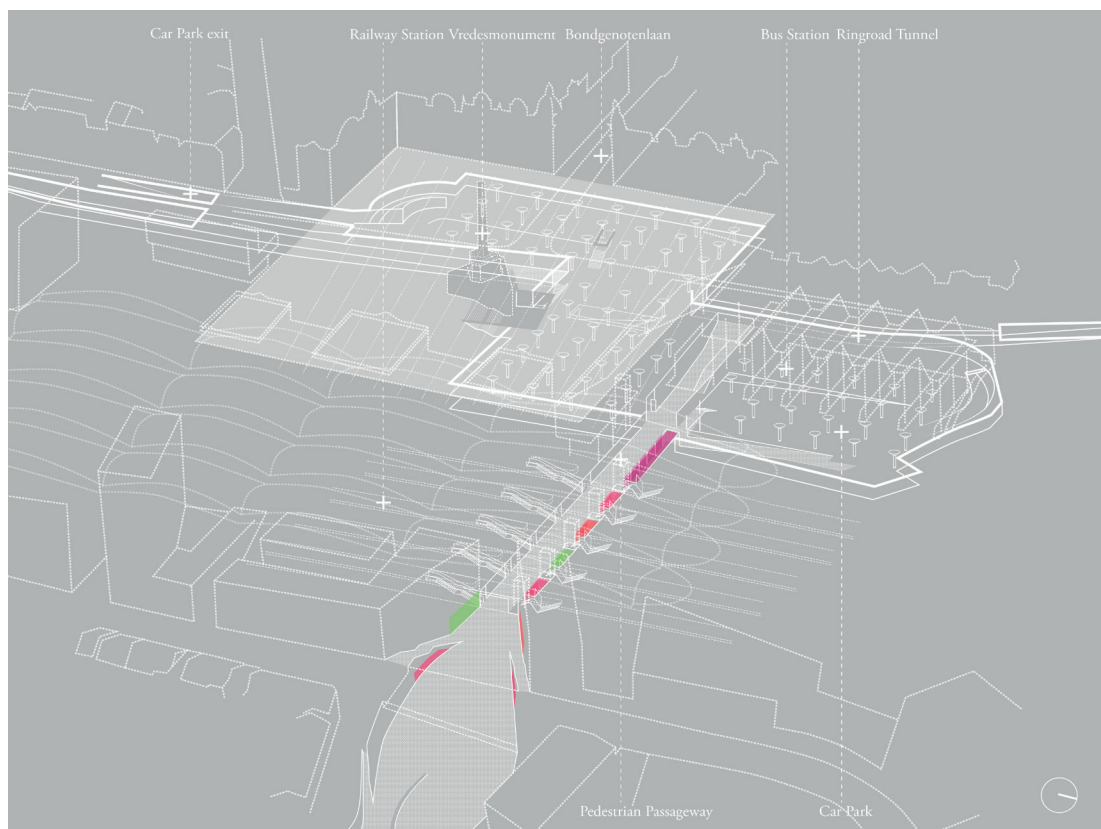 Car Park exit
Railway Station
Vredesmonument
Bondgenotenlaan
Bus Station
Ringroad Tunnel
Pedestrian Passageway
Car Park